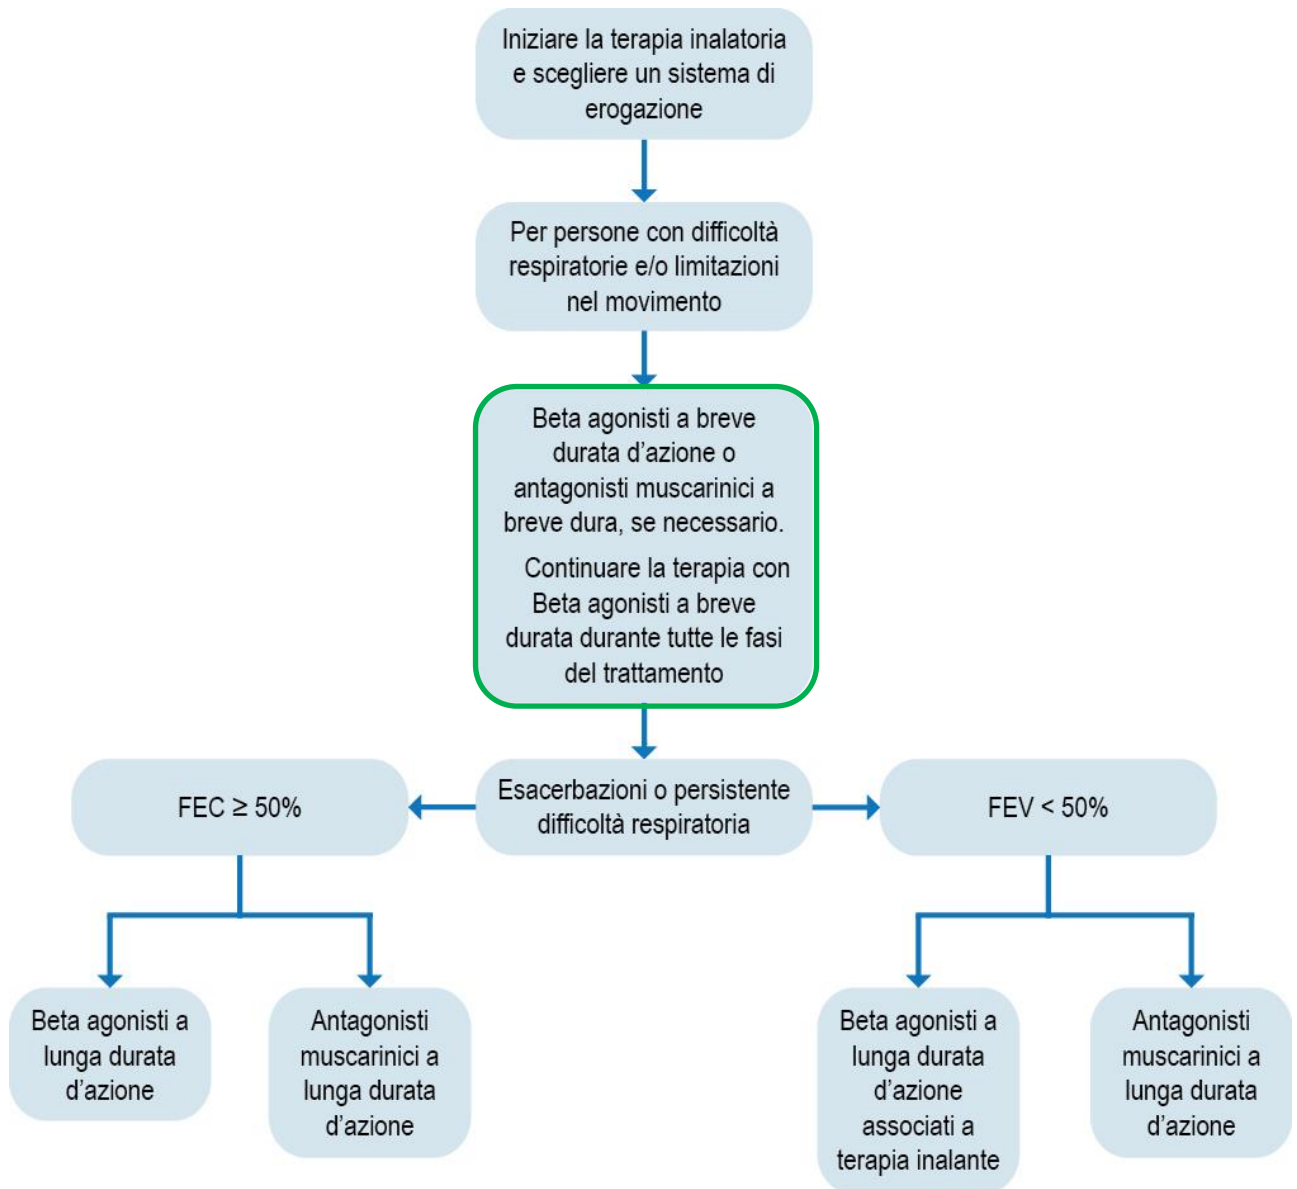 Iniziare la terapia inalatoria
e scegliere un sistema di
erogazione
Per persone con difficoltà
respiratorie e/o limitazioni
nel movimento
Beta agonisti a breve
durata d’azione o
antagonisti muscarinici a
breve dura, se necessario.
Continuare la terapia con
Beta agonisti a breve
durata durante tutte le fasi
del trattamento
Esacerbazioni o persistente
difficoltà respiratoria
FEC ≥ 50%
FEV < 50%
Beta agonisti a
lunga durata
d’azione
Antagonisti
muscarinici a
lunga durata
d’azione
Beta agonisti a
lunga durata
d’azione
associati a
terapia inalante
Antagonisti
muscarinici a
lunga durata
d’azione